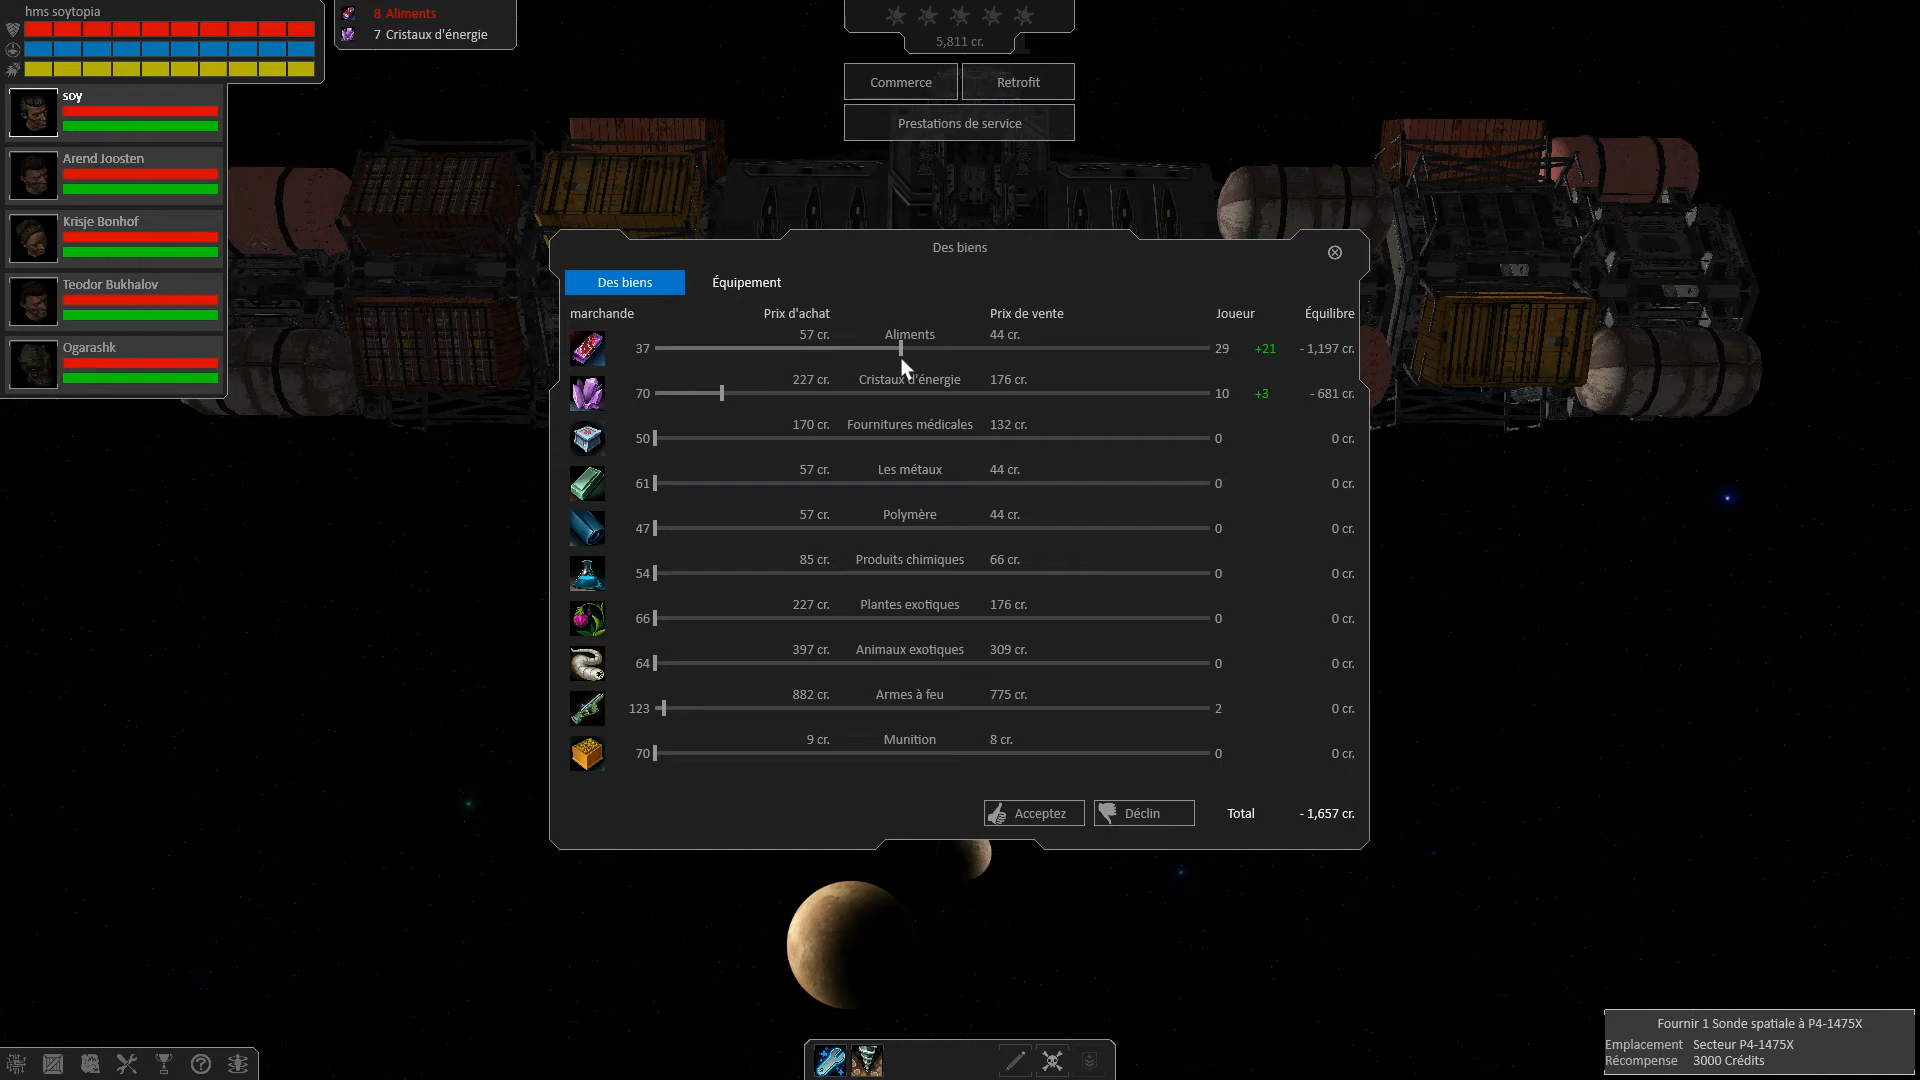 hms soytopia
8 Aliments
7 Cristaux d'énergie
5,811 cr.
Commerce
Retrofit
Prestations de service
soy
Arend Joosten
Krisje Bonhof
Teodor Bukhalov
Ogarashk
Des biens
Des biens
Équipement
marchande Prix d'achat Prix de vente Joueur Équilibre
57 cr. Aliments 44 cr.
37 29 +21 - 1,197 cr.
227 cr. Cristaux d'énergie 176 cr.
70 10 +3 - 681 cr.
170 cr. Fournitures médicales 132 cr.
50 0 0 cr.
57 cr. Les métaux 44 cr.
61 0 0 cr.
57 cr. Polymère 44 cr.
47 0 0 cr.
85 cr. Produits chimiques 66 cr.
54 0 0 cr.
227 cr. Plantes exotiques 176 cr.
66 0 0 cr.
397 cr. Animaux exotiques 309 cr.
64 0 0 cr.
882 cr. Armes à feu 775 cr.
123 2 0 cr.
9 cr. Munition 8 cr.
70 0 0 cr.
Acceptez Déclin Total - 1,657 cr.
Fournir 1 Sonde spatiale à P4-1475X
Emplacement Secteur P4-1475X
Récompense 3000 Crédits